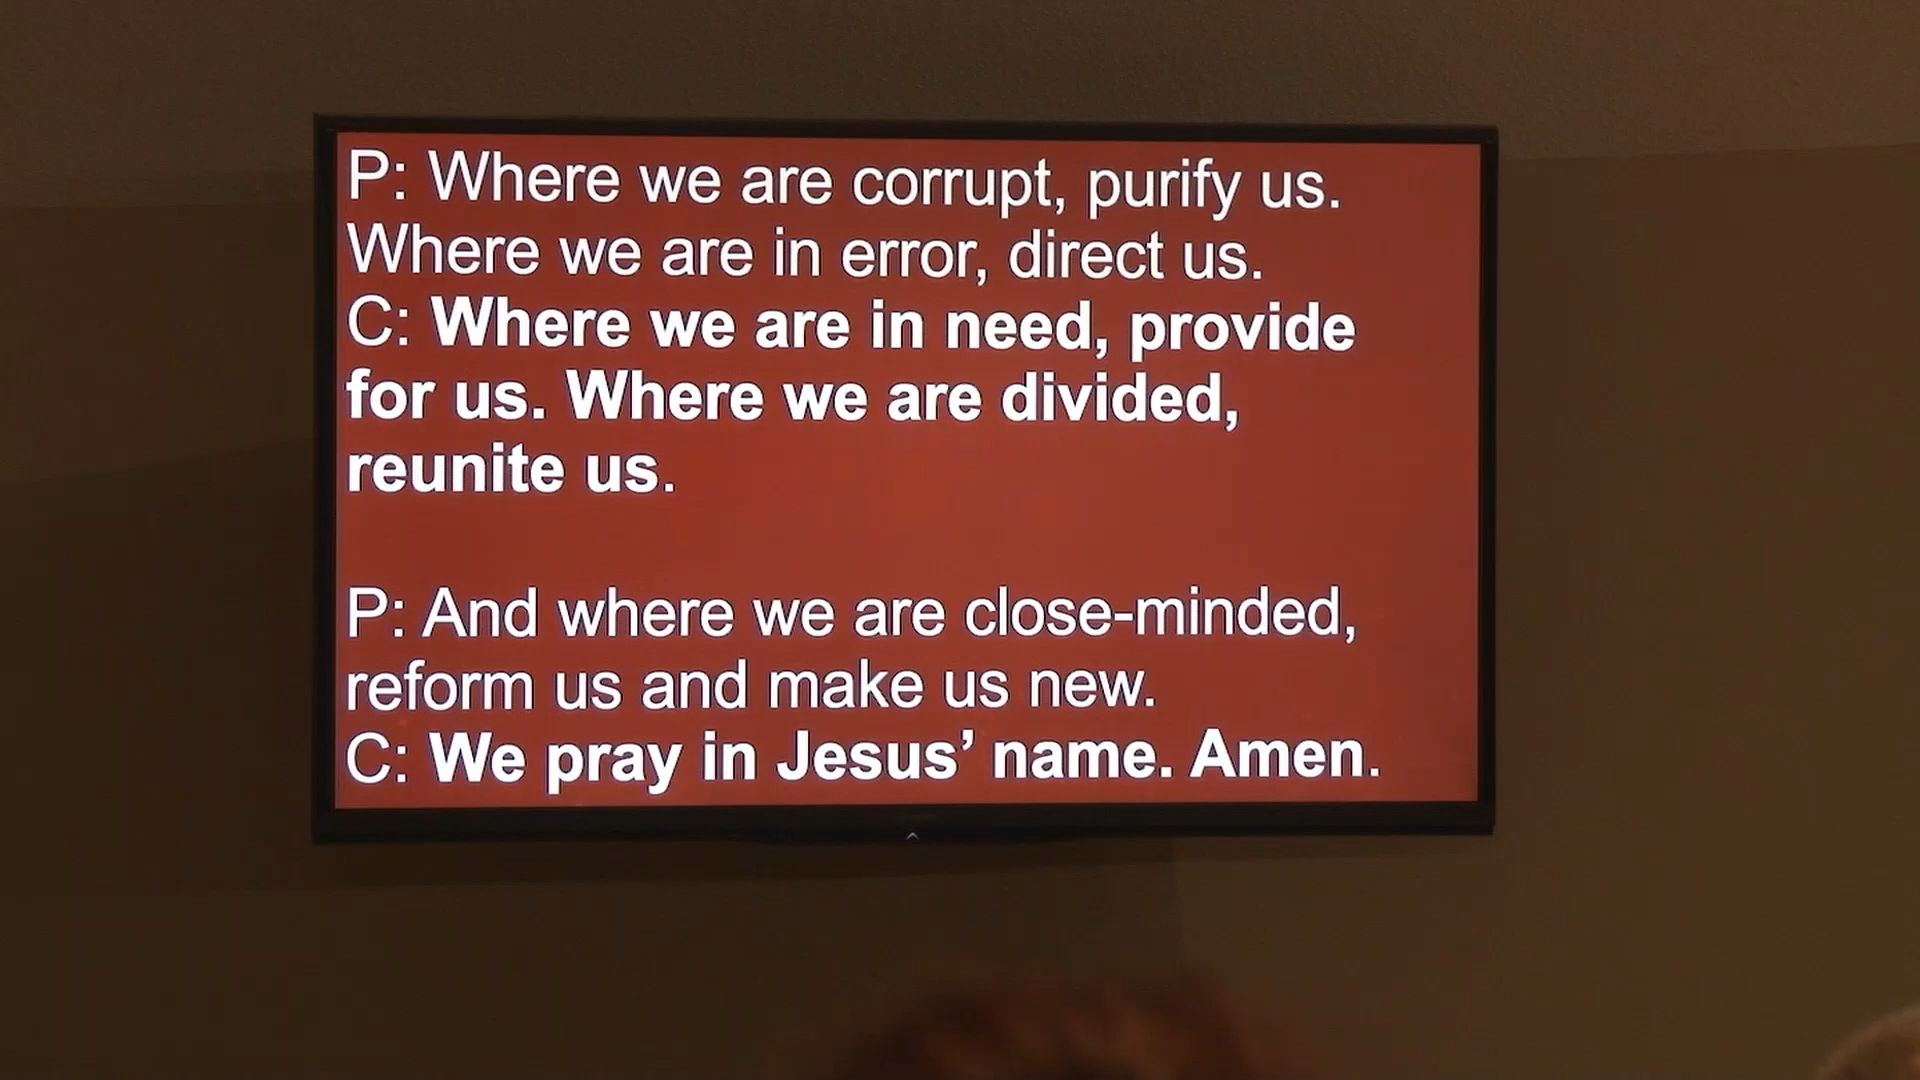 P: Where we are corrupt, purify us.
Where we are in error, direct us.
C: Where we are in need, provide
for us. Where we are divided,
reunite us.
P: And where we are close-minded,
reform us and make us new.
C: We pray in Jesus’ name. Amen.